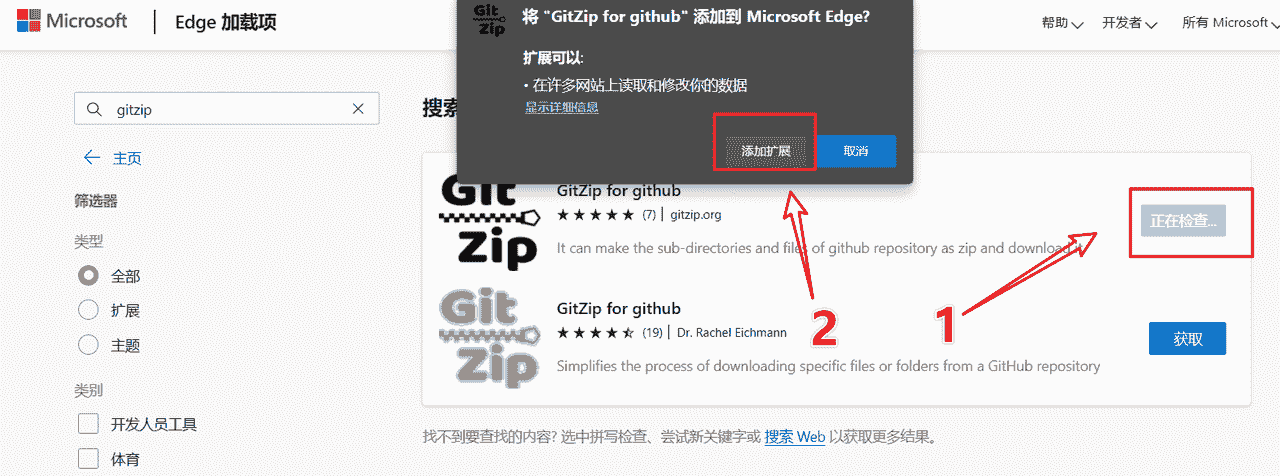 Microsoft
Edge 加载项
帮助
开发者
所有 Microsoft
Git Zip
将 "GitZip for github" 添加到 Microsoft Edge?
扩展可以:
• 在许多网站上读取和修改你的数据
显示详细信息
添加扩展
取消
gitzip
主页
筛选器
类型
全部
扩展
主题
类别
开发人员工具
体育
搜索
Git
Zip
GitZip for github
(7) | gitzip.org
It can make the sub-directories and files of github repository as zip and download it
正在检查...
2
1
Git
Zip
GitZip for github
(19) | Dr. Rachel Eichmann
Simplifies the process of downloading specific files or folders from a GitHub repository
获取
找不到要查找的内容? 选中拼写检查、尝试新关键字或 搜索 Web 以获取更多结果。